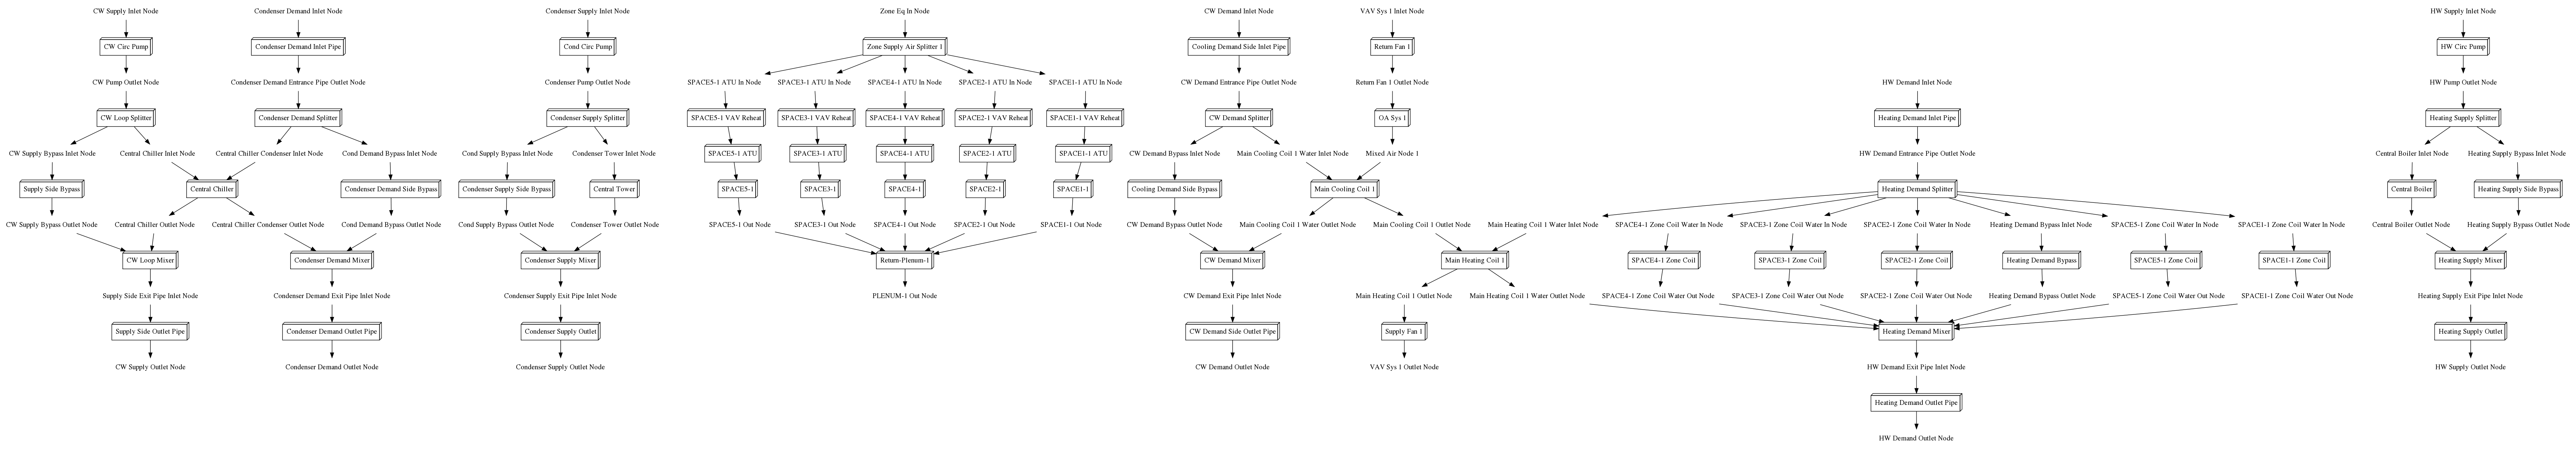 CW Supply Inlet Node
CW Circ Pump
CW Pump Outlet Node
CW Loop Splitter
CW Supply Bypass Inlet Node
Central Chiller Inlet Node
Supply Side Bypass
Central Chiller
CW Supply Bypass Outlet Node
Central Chiller Outlet Node
CW Loop Mixer
Supply Side Exit Pipe Inlet Node
Supply Side Outlet Pipe
CW Supply Outlet Node
Condenser Demand Inlet Node
Condenser Demand Inlet Pipe
Condenser Demand Entrance Pipe Outlet Node
Condenser Demand Splitter
Central Chiller Condenser Inlet Node
Cond Demand Bypass Inlet Node
Condenser Demand Side Bypass
Central Chiller Condenser Outlet Node
Cond Demand Bypass Outlet Node
Condenser Demand Mixer
Condenser Demand Exit Pipe Inlet Node
Condenser Demand Outlet Pipe
Condenser Demand Outlet Node
Condenser Supply Inlet Node
Cond Circ Pump
Condenser Pump Outlet Node
Condenser Supply Splitter
Cond Supply Bypass Inlet Node
Condenser Tower Inlet Node
Condenser Supply Side Bypass
Central Tower
Cond Supply Bypass Outlet Node
Condenser Tower Outlet Node
Condenser Supply Mixer
Condenser Supply Exit Pipe Inlet Node
Condenser Supply Outlet
Condenser Supply Outlet Node
Zone Eq In Node
Zone Supply Air Splitter 1
SPACE5-1 ATU In Node
SPACE3-1 ATU In Node
SPACE4-1 ATU In Node
SPACE2-1 ATU In Node
SPACE1-1 ATU In Node
SPACE5-1 VAV Reheat
SPACE3-1 VAV Reheat
SPACE4-1 VAV Reheat
SPACE2-1 VAV Reheat
SPACE1-1 VAV Reheat
SPACE5-1 ATU
SPACE3-1 ATU
SPACE4-1 ATU
SPACE2-1 ATU
SPACE1-1 ATU
SPACE5-1
SPACE3-1
SPACE4-1
SPACE2-1
SPACE1-1
SPACE5-1 Out Node
SPACE3-1 Out Node
SPACE4-1 Out Node
SPACE2-1 Out Node
SPACE1-1 Out Node
Return-Plenum-1
PLENUM-1 Out Node
CW Demand Inlet Node
Cooling Demand Side Inlet Pipe
CW Demand Entrance Pipe Outlet Node
CW Demand Splitter
CW Demand Bypass Inlet Node
Main Cooling Coil 1 Water Inlet Node
Cooling Demand Side Bypass
CW Demand Bypass Outlet Node
Main Cooling Coil 1 Water Outlet Node
CW Demand Mixer
CW Demand Exit Pipe Inlet Node
CW Demand Side Outlet Pipe
CW Demand Outlet Node
VAV Sys 1 Inlet Node
Return Fan 1
Return Fan 1 Outlet Node
OA Sys 1
Mixed Air Node 1
Main Cooling Coil 1
Main Cooling Coil 1 Outlet Node
Main Heating Coil 1 Water Inlet Node
Main Heating Coil 1
Main Heating Coil 1 Outlet Node
Main Heating Coil 1 Water Outlet Node
Supply Fan 1
VAV Sys 1 Outlet Node
HW Demand Inlet Node
Heating Demand Inlet Pipe
HW Demand Entrance Pipe Outlet Node
Heating Demand Splitter
SPACE4-1 Zone Coil Water In Node
SPACE3-1 Zone Coil Water In Node
SPACE2-1 Zone Coil Water In Node
Heating Demand Bypass Inlet Node
SPACE5-1 Zone Coil Water In Node
SPACE1-1 Zone Coil Water In Node
SPACE4-1 Zone Coil
SPACE3-1 Zone Coil
SPACE2-1 Zone Coil
Heating Demand Bypass
SPACE5-1 Zone Coil
SPACE1-1 Zone Coil
SPACE4-1 Zone Coil Water Out Node
SPACE3-1 Zone Coil Water Out Node
SPACE2-1 Zone Coil Water Out Node
Heating Demand Bypass Outlet Node
SPACE5-1 Zone Coil Water Out Node
SPACE1-1 Zone Coil Water Out Node
Heating Demand Mixer
HW Demand Exit Pipe Inlet Node
Heating Demand Outlet Pipe
HW Demand Outlet Node
HW Supply Inlet Node
HW Circ Pump
HW Pump Outlet Node
Heating Supply Splitter
Central Boiler Inlet Node
Heating Supply Bypass Inlet Node
Central Boiler
Heating Supply Side Bypass
Central Boiler Outlet Node
Heating Supply Bypass Outlet Node
Heating Supply Mixer
Heating Supply Exit Pipe Inlet Node
Heating Supply Outlet
HW Supply Outlet Node